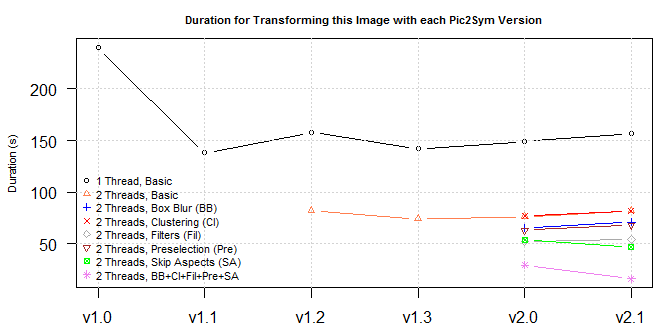 Duration for Transforming this Image with each Pic2Sym Version
Duration (s)
200
150
100
50
1 Thread, Basic
2 Threads, Basic
2 Threads, Box Blur (BB)
2 Threads, Clustering (Cl)
2 Threads, Filters (Fil)
2 Threads, Preselection (Pre)
2 Threads, Skip Aspects (SA)
2 Threads, BB+Cl+Fil+Pre+SA
v1.0 v1.1 v1.2 v1.3 v2.0 v2.1